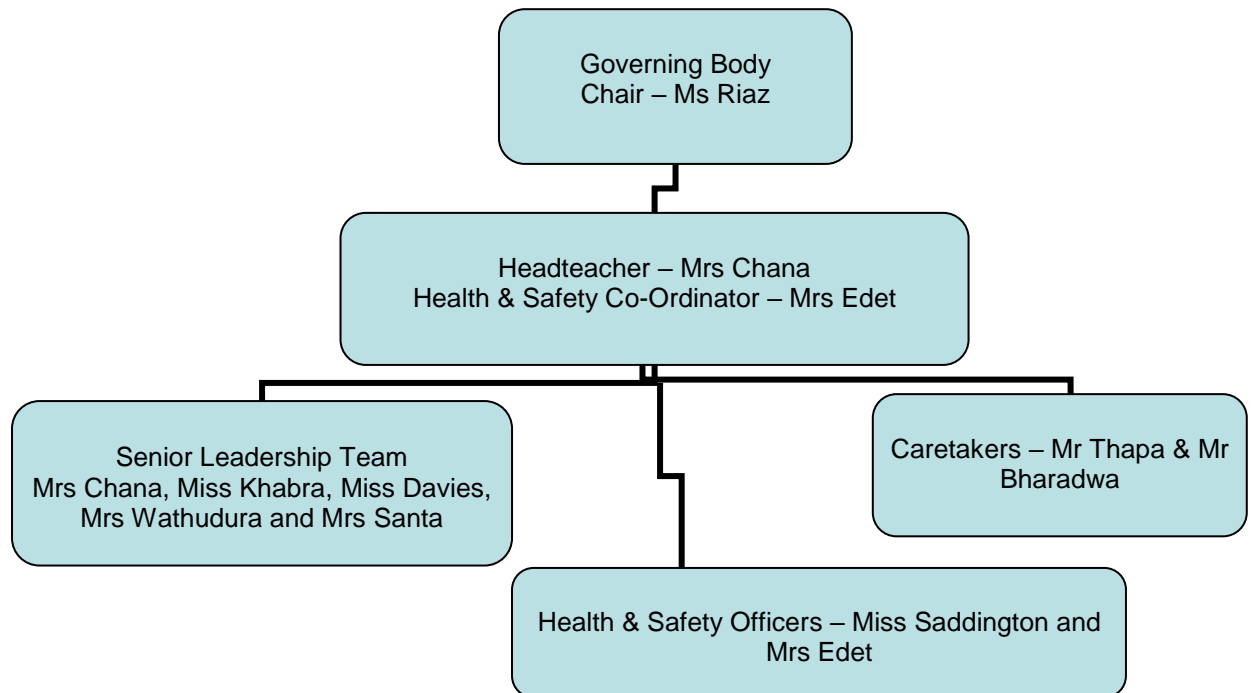 Governing Body
Chair – Ms Riaz
Headteacher – Mrs Chana
Health & Safety Co-Ordinator – Mrs Edet
Senior Leadership Team
Mrs Chana, Miss Khabra, Miss Davies,
Mrs Wathudura and Mrs Santa
Caretakers – Mr Thapa & Mr
Bharadwa
Health & Safety Officers – Miss Saddington and
Mrs Edet